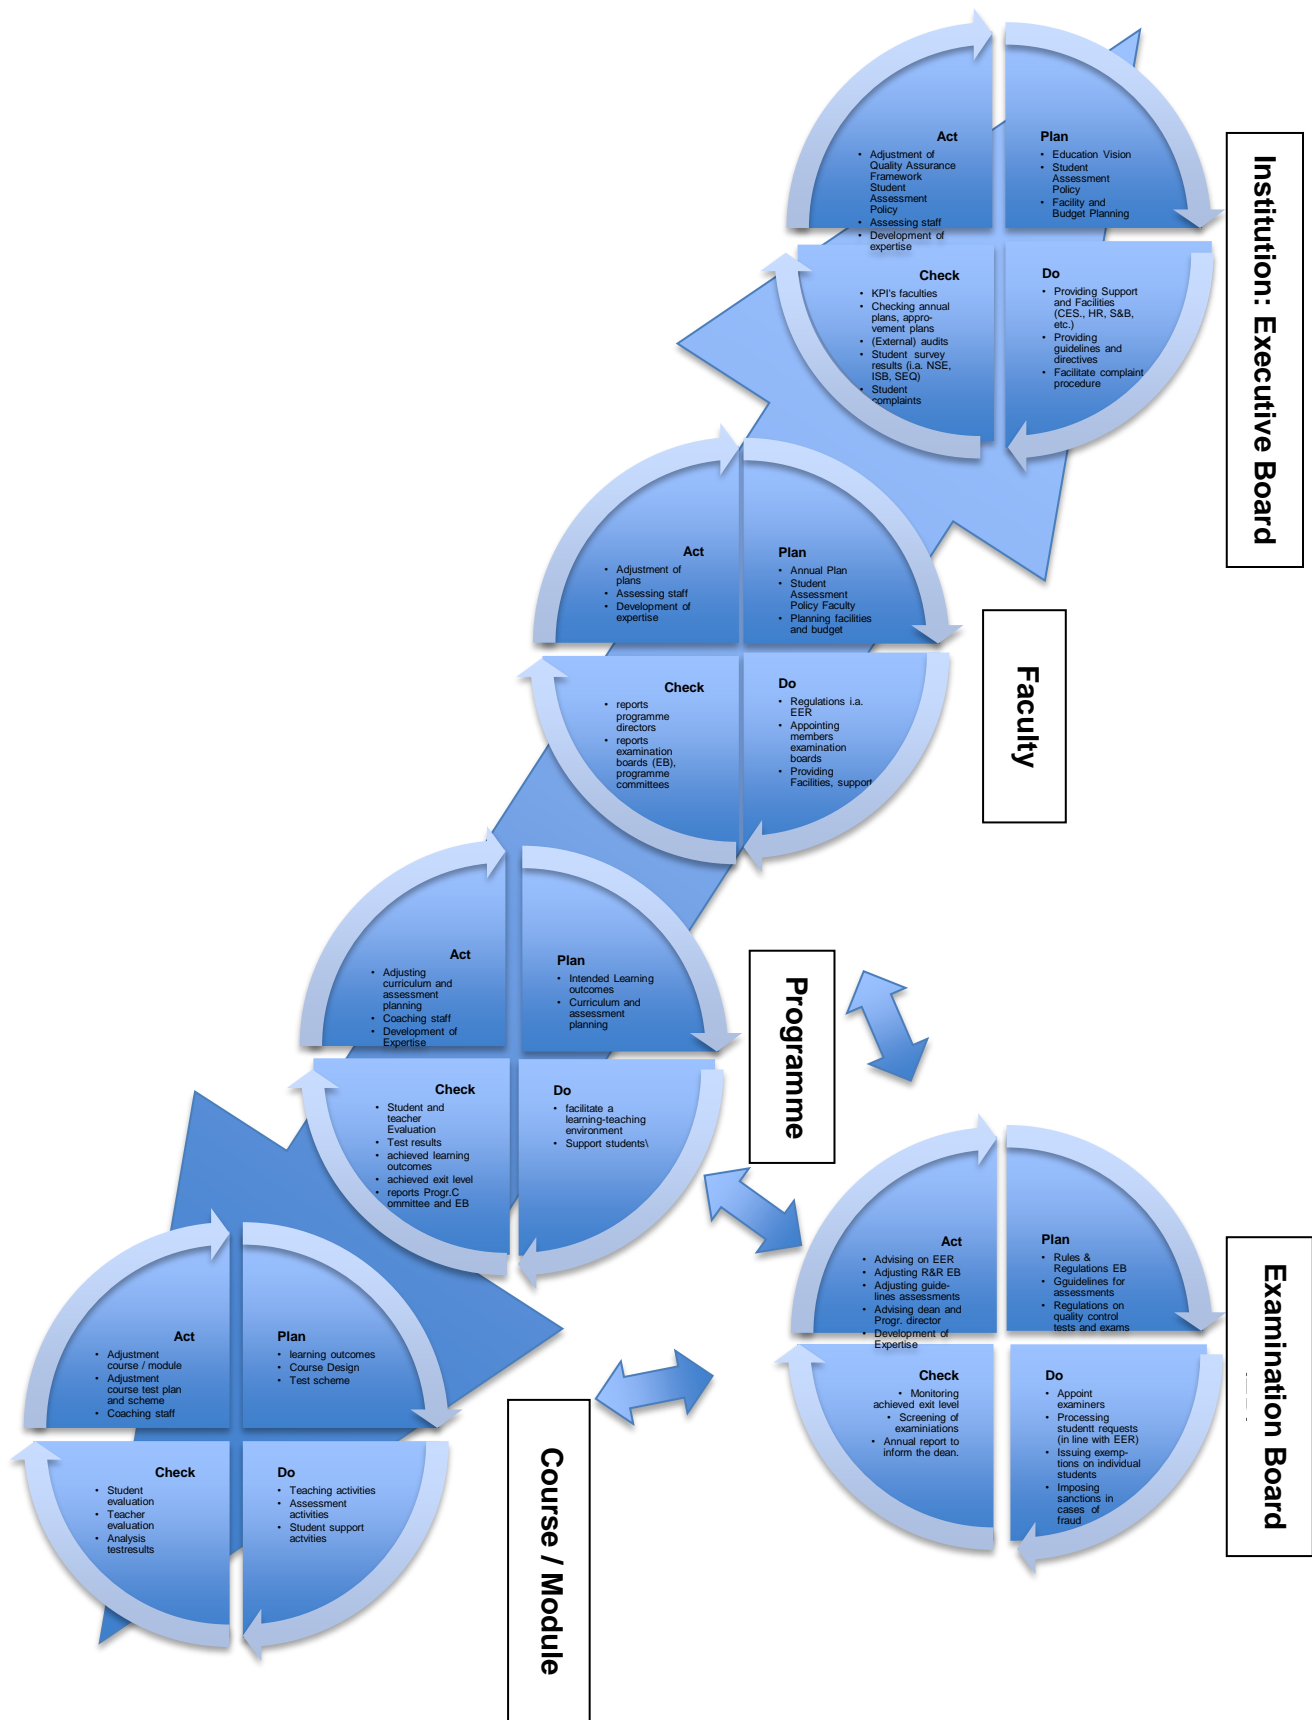 Institution: Executive Board
Act
• Adjustment of
Quality Assurance
Framework
Student
Assessment
Policy
• Assessing staff
• Development of
expertise
Plan
• Education Vision
• Student
Assessment
Policy
• Facility and
Budget Planning
Check
• KPI's faculties
• Checking annual
plans, appro-
vement plans
• (External) audits
• Student survey
results (i.a. NSE,
ISB, SEQ)
• Student
complaints
Do
• Providing Support
and Facilities
(CES., HR, S&B,
etc.)
• Providing
guidelines and
directives
• Facilitate complaint
procedure
Faculty
Act
• Adjustment of
plans
• Assessing staff
• Development of
expertise
Plan
• Annual Plan
• Student
Assessment
Policy Faculty
• Planning facilities
and budget
Check
• reports
programme
directors
• reports
examination
boards (EB),
programme
committees
Do
• Regulations i.a.
EER
• Appointing
members
examination
boards
• Providing
Facilities, support
Programme
Act
• Adjusting
curriculum and
assessment
planning
• Coaching staff
• Development of
Expertise
Plan
• Intended Learning
outcomes
• Curriculum and
assessment
planning
Check
• Student and
teacher
Evaluation
• Test results
• achieved learning
outcomes
• achieved exit level
• reports Progr.C
ommittee and EB
Do
• facilitate a
learning-teaching
environment
• Support students\
Examination Board
Act
• Advising on EER
• Adjusting R&R EB
• Adjusting guide-
lines assessments
• Advising dean and
Progr. director
• Development of
Expertise
Plan
• Rules &
Regulations EB
• Gguidelines for
assessments
• Regulations on
quality control
tests and exams
Check
• Monitoring
achieved exit level
• Screening of
examiniations
• Annual report to
inform the dean.
Do
• Appoint
examiners
• Processing
studentt requests
(in line with EER)
• Issuing exemp-
tions on individual
students
• Imposing
sanctions in
cases of
fraud
Course / Module
Act
• Adjustment
course / module
• Adjustment
course test plan
and scheme
• Coaching staff
Plan
• learning outcomes
• Course Design
• Test scheme
Check
• Student
evaluation
• Teacher
evaluation
• Analysis
testresults
Do
• Teaching activities
• Assessment
activities
• Student support
actvities